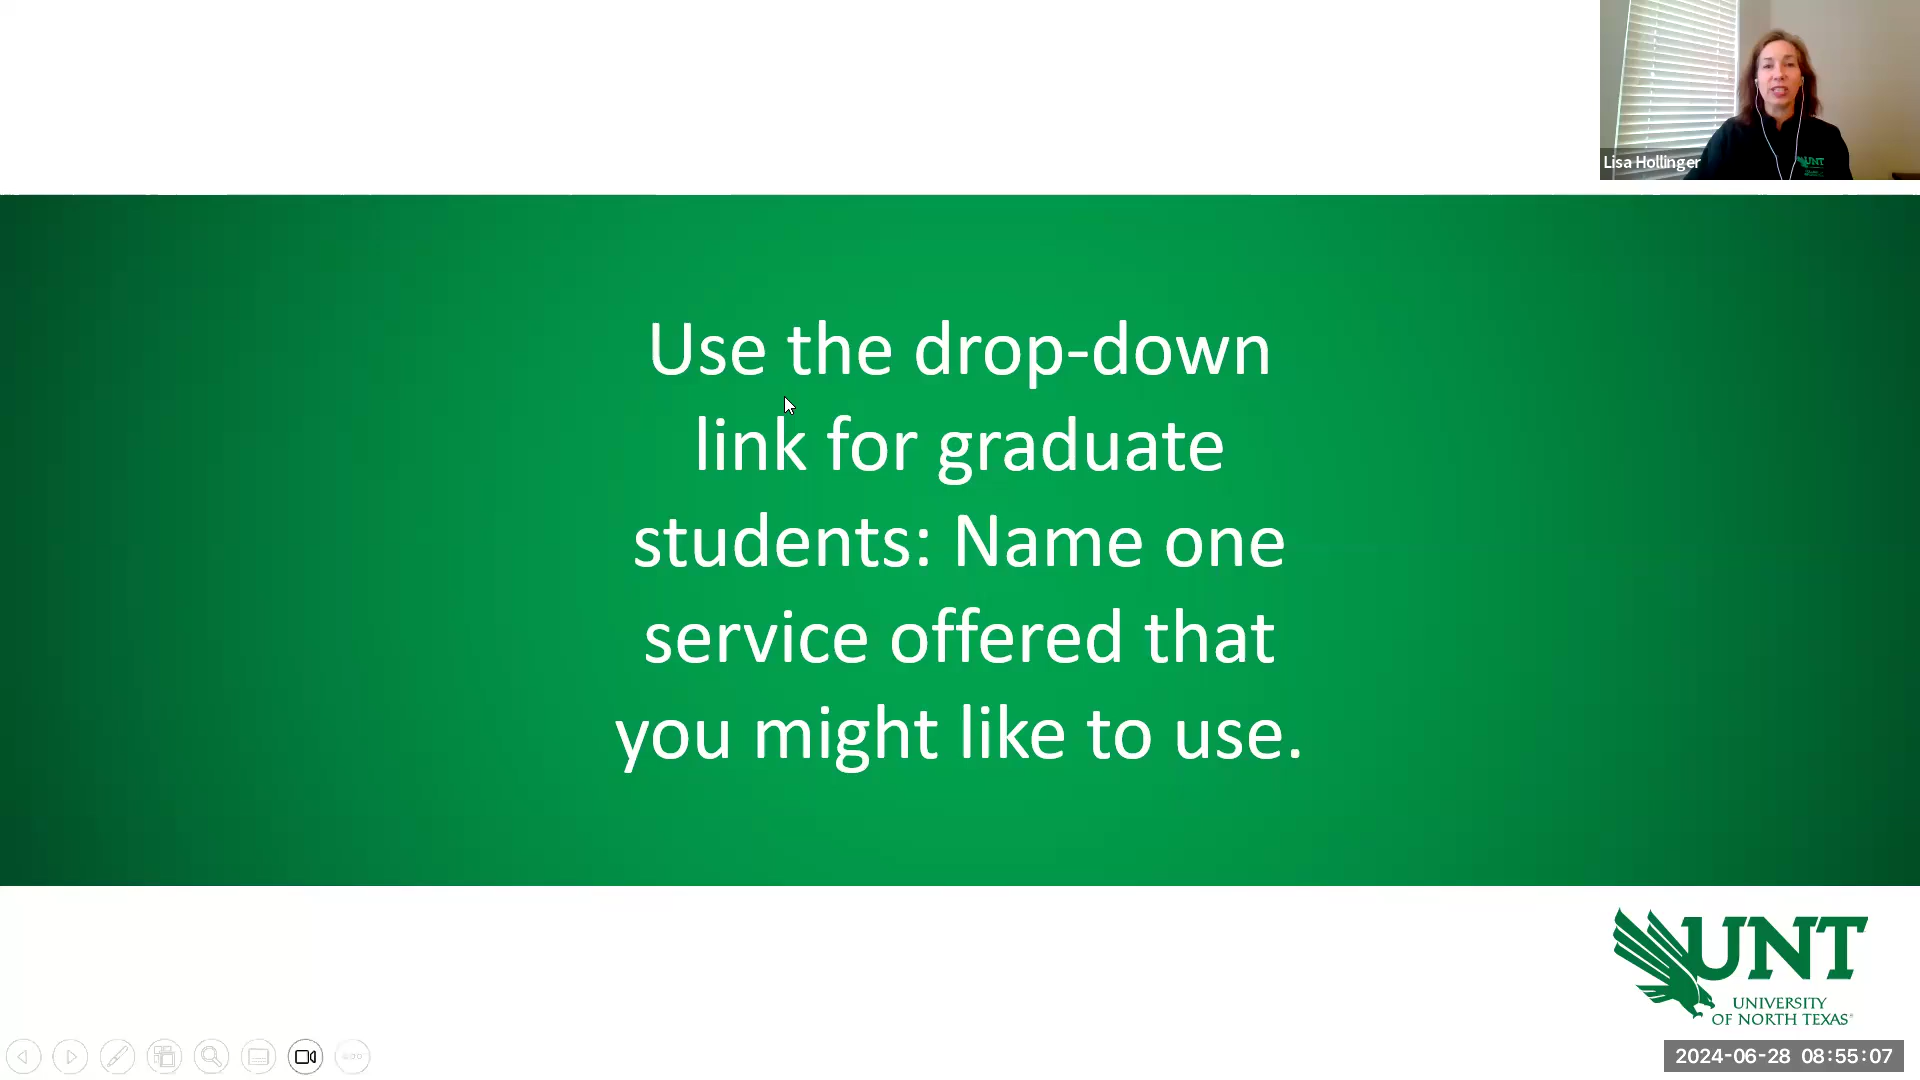 Lisa Hollinger
UNT
Use the drop-down
link for graduate
students: Name one
service offered that
you might like to use.
UNT
UNIVERSITY
OF NORTH TEXAS®
2024-06-28 08:55:07